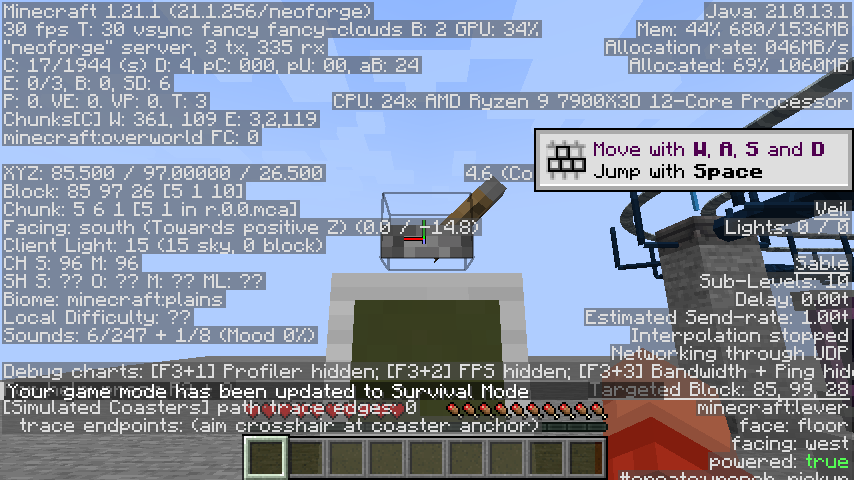 Minecraft 1.21.1 (21.1.256/neoforge)
30 fps T: 30 vsync fancy fancy-clouds B: 2 GPU: 34%
"neoforge" server, 3 tx, 335 rx
C: 17/1944 (s) D: 4, pC: 000, pU: 00, aB: 24
E: 0/3, B: 0, SD: 6
P: 0. VE: 0. VP: 0. T: 3
Chunks[C] W: 361, 109 E: 3,2,119
minecraft:overworld FC: 0
XYZ: 85.500 / 97.00000 / 26.500
Block: 85 97 26 [5 1 10]
Chunk: 5 6 1 [5 1 in r.0.0.mca]
Facing: south (Towards positive Z) (0.0 / -14.8)
Client Light: 15 (15 sky, 0 block)
CH S: 96 M: 96
SH S: ?? O: ?? M: ?? ML: ??
Biome: minecraft:plains
Local Difficulty: ??
Sounds: 6/247 + 1/8 (Mood 0%)
Debug charts: [F3+1] Profiler hidden; [F3+2] FPS hidden; [F3+3] Bandwidth + Ping hid
Your game mode has been updated to Survival Mode
[Simulated Coasters]
trace endpoints: (aim crosshair at coaster anchor)
Java: 21.0.13.1
Mem: 44% 680/1536MB
Allocation rate: 046MB/s
Allocated: 69% 1060MB
CPU: 24x AMD Ryzen 9 7900X3D 12-Core Processor
4.6 (Co
Move with W, A, S and D
Jump with Space
Veil
Lights: 0 / 0
Sable
Sub-Levels: 10
Delay: 0.00t
Estimated Send-rate: 1.00t
Interpolation stopped
Networking through UDP
Targeted Block: 85, 99, 28
minecraft:lever
face: floor
facing: west
powered: true